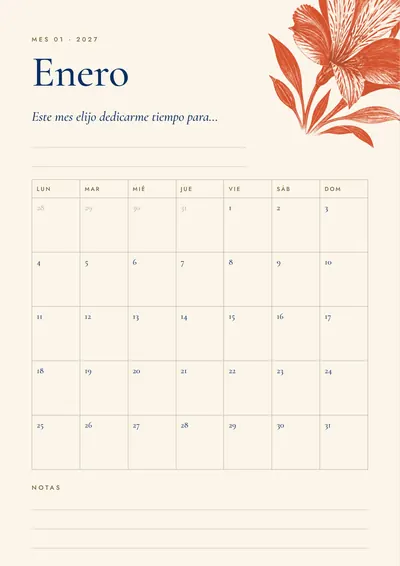 MES 01 · 2027
Enero
Este mes elijo dedicarme tiempo para...
LUN MAR MIÉ JUE VIE SÁB DOM
28 29 30 31 1 2 3
4 5 6 7 8 9 10
11 12 13 14 15 16 17
18 19 20 21 22 23 24
25 26 27 28 29 30 31
NOTAS